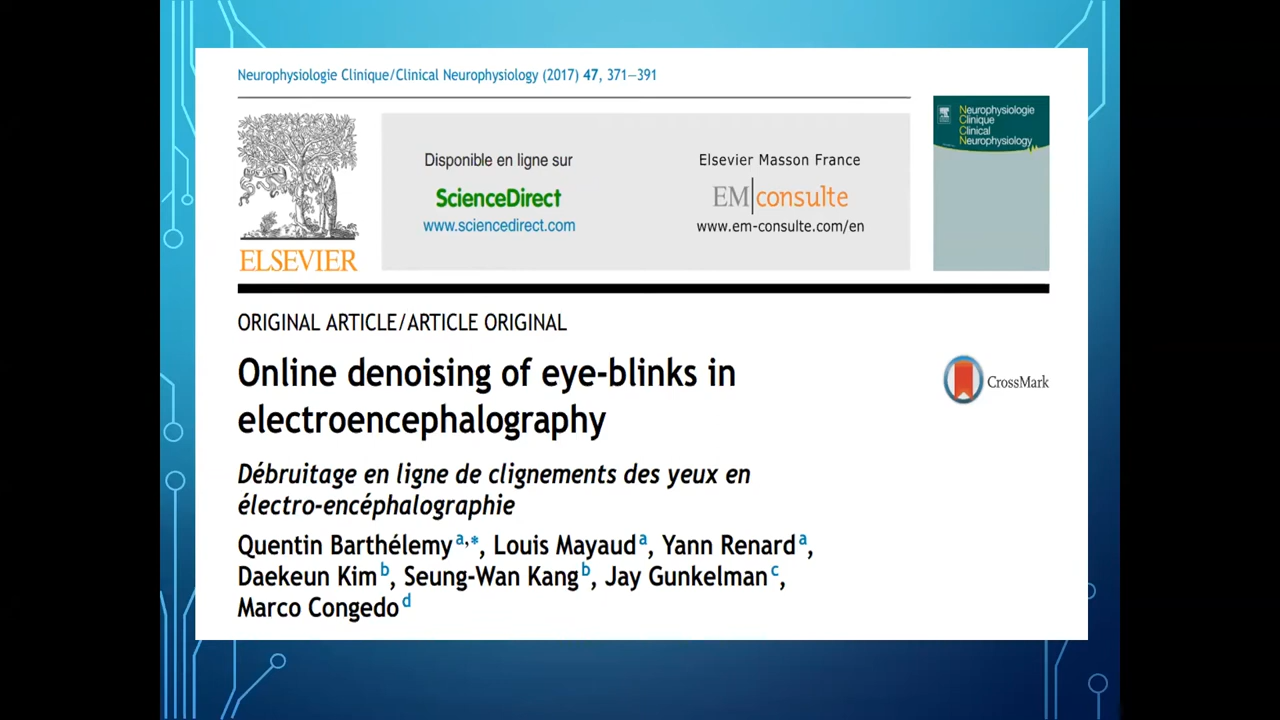 Neurophysiologie Clinique/Clinical Neurophysiology (2017) 47, 371—391
ELSEVIER
Disponible en ligne sur
ScienceDirect
www.sciencedirect.com
Elsevier Masson France
EM|consulte
www.em-consulte.com/en
Neurophysiologie
Clinique
Clinical
Neurophysiology
ORIGINAL ARTICLE/ARTICLE ORIGINAL
Online denoising of eye-blinks in
electroencephalography
CrossMark
Débruitage en ligne de clignements des yeux en
électro-encéphalographie
Quentin Barthélemy a,*, Louis Mayaud a, Yann Renard a,
Daekeun Kim b, Seung-Wan Kang b, Jay Gunkelman c,
Marco Congedo d